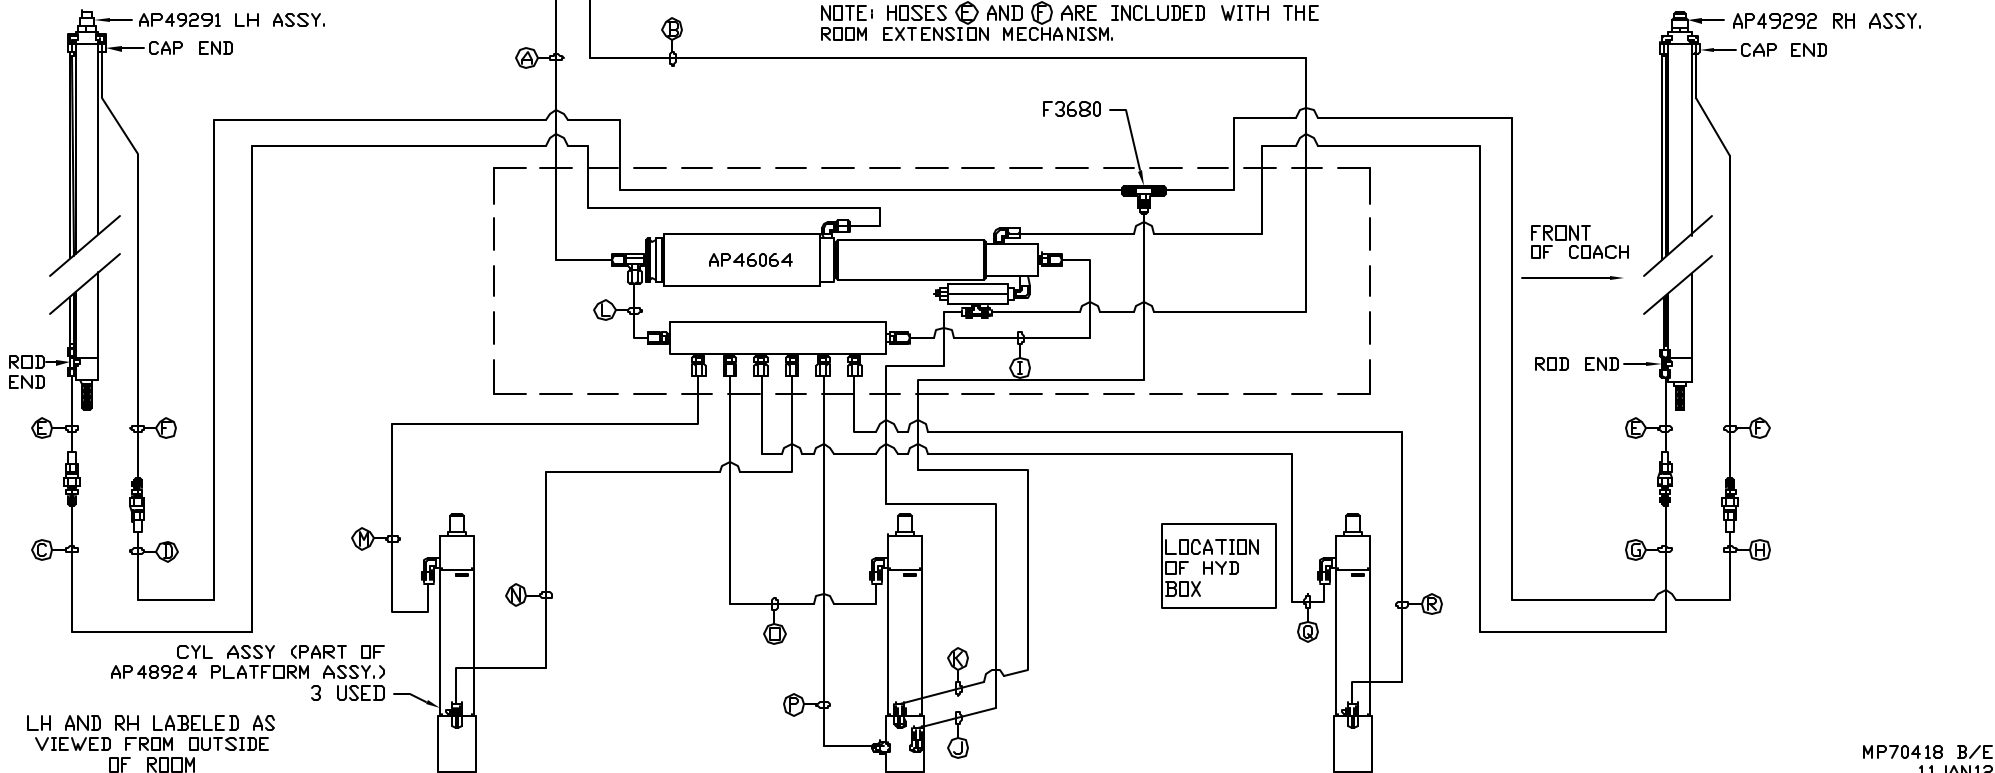 AP49291 LH ASSY.
CAP END
A
B
NOTE: HOSES E AND F ARE INCLUDED WITH THE
ROOM EXTENSION MECHANISM.
AP49292 RH ASSY.
CAP END
F3680
FRONT
OF COACH
AP46064
L
I
ROD
END
ROD END
E
F
E
F
C
D
M
N
O
LOCATION
OF HYD
BOX
Q
R
G
H
CYL ASSY (PART OF
AP48924 PLATFORM ASSY.)
3 USED
K
P
J
LH AND RH LABELED AS
VIEWED FROM OUTSIDE
OF ROOM
MP70418 B/E
11JAN12